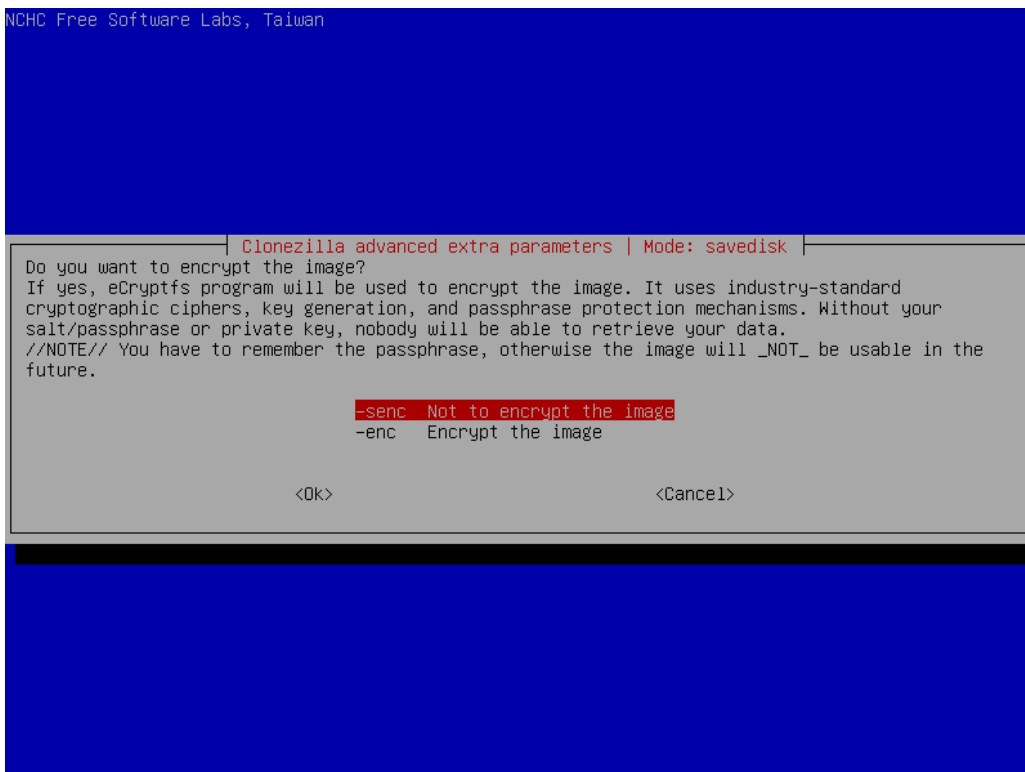 NCHC Free Software Labs, Taiwan
Clonezilla advanced extra parameters | Mode: savedisk
Do you want to encrypt the image?
If yes, eCryptfs program will be used to encrypt the image. It uses industry-standard
cryptographic ciphers, key generation, and passphrase protection mechanisms. Without your
salt/passphrase or private key, nobody will be able to retrieve your data.
//NOTE// You have to remember the passphrase, otherwise the image will _NOT_ be usable in the
future.
-senc Not to encrypt the image
-enc Encrypt the image
<Ok> <Cancel>